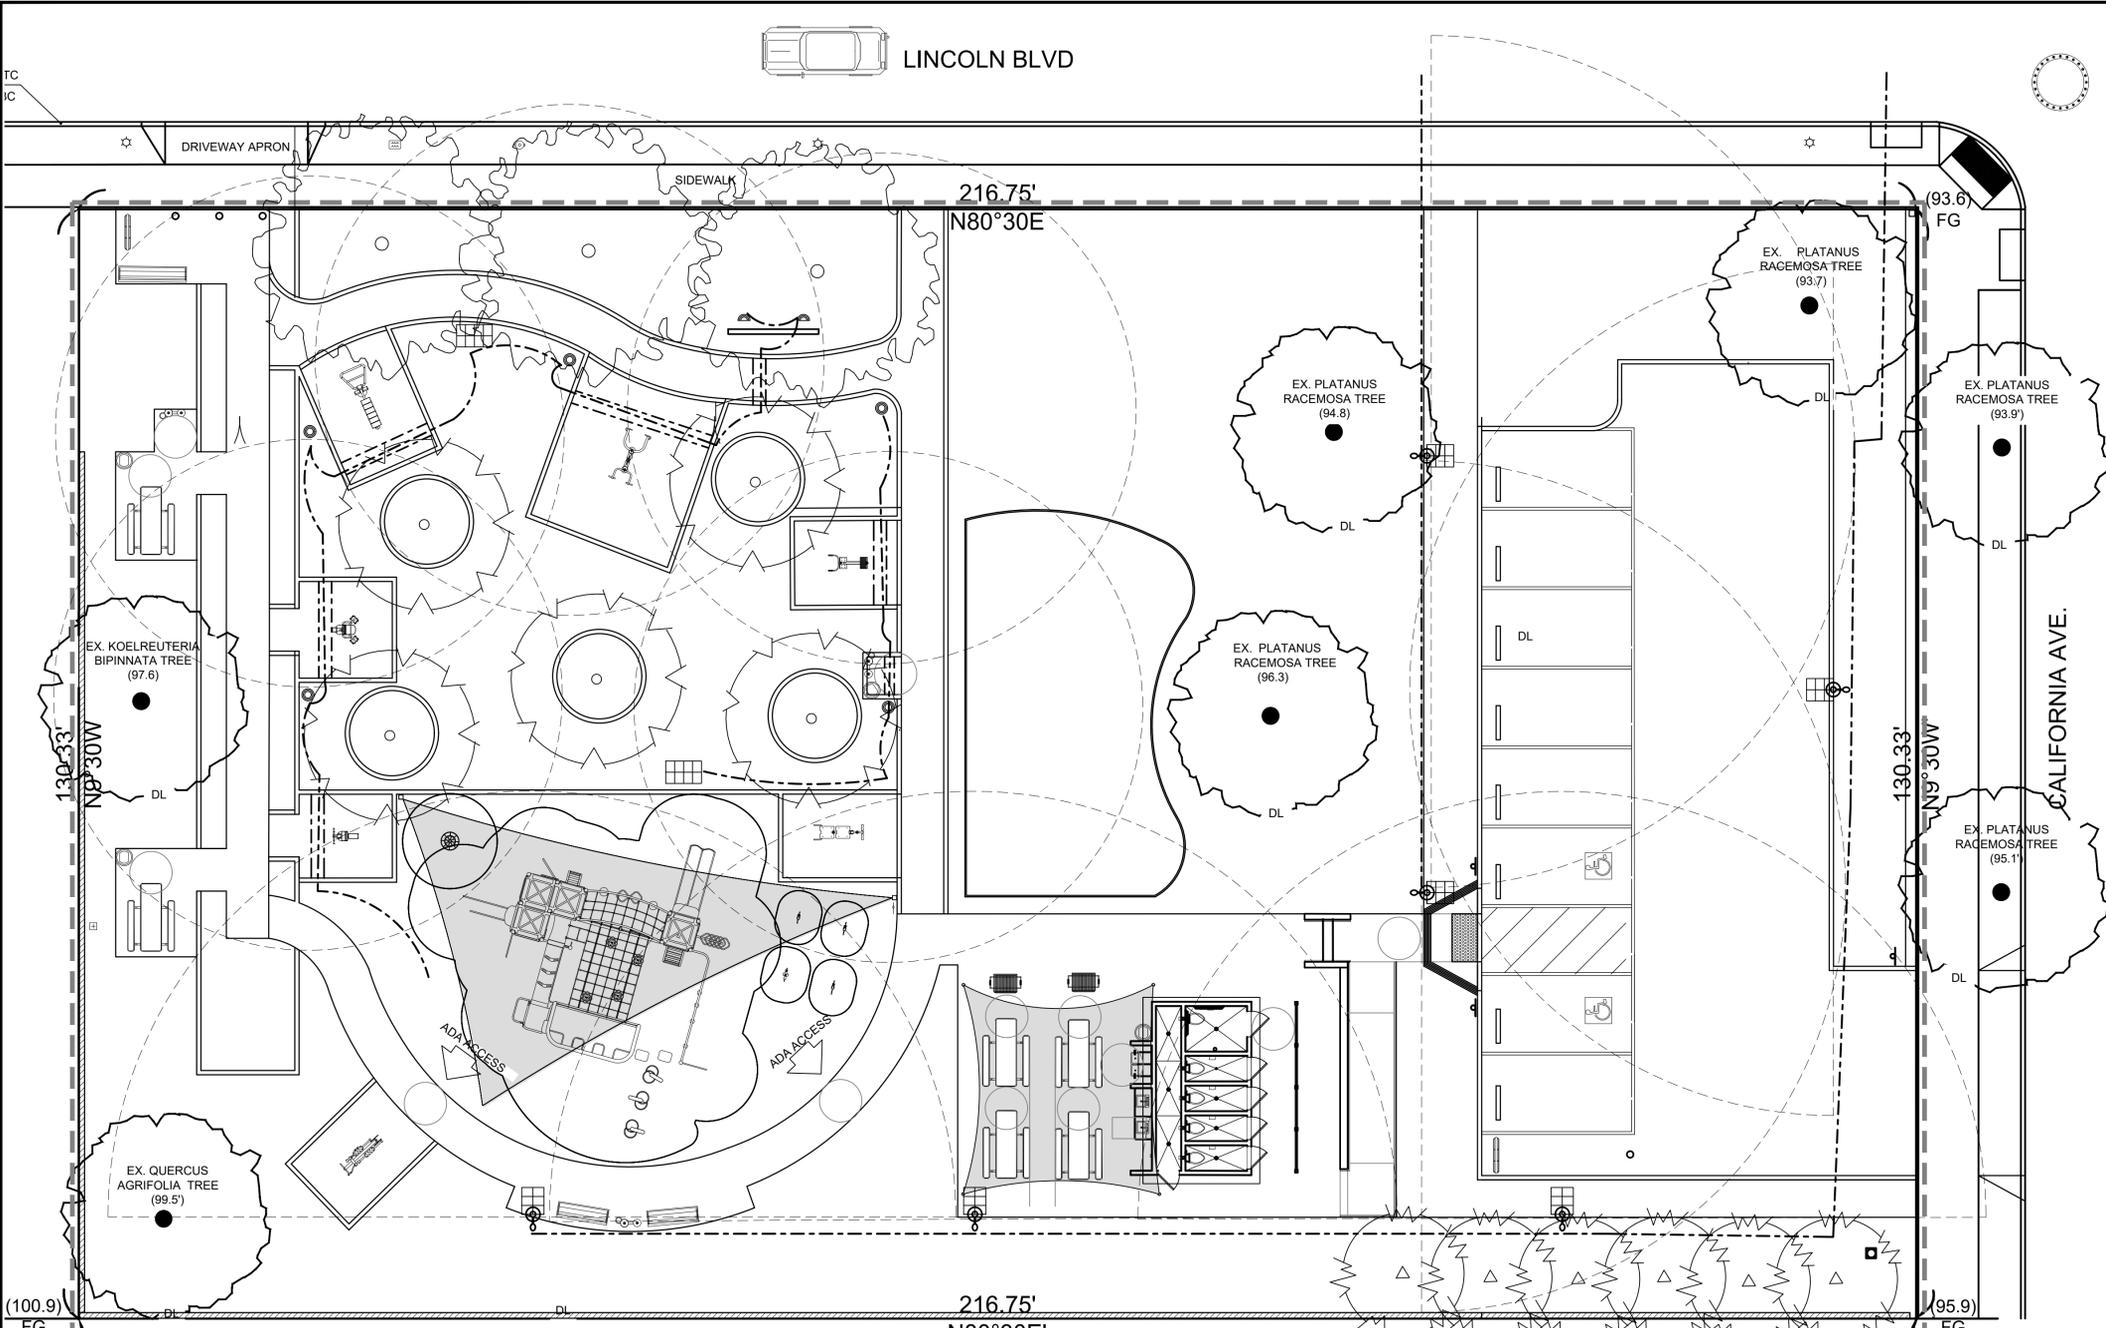 LINCOLN BLVD
TC
BC
DRIVEWAY APRON
SIDEWALK
216.75'
N80°30E
(93.6)
FG
EX. PLATANUS
RACEMOSA TREE
(93.7)
DL
EX. PLATANUS
RACEMOSA TREE
(94.8)
DL
EX. PLATANUS
RACEMOSA TREE
(93.9')
DL
EX. KOELREUTERIA
BIPINNATA TREE
(97.6)
DL
130.33'
N9°30W
EX. PLATANUS
RACEMOSA TREE
(96.3)
DL
DL
130.33'
N9°30W
CALIFORNIA AVE.
EX. PLATANUS
RACEMOSA TREE
(95.1')
DL
ADA ACCESS
ADA ACCESS
EX. QUERCUS
AGRIFOLIA TREE
(99.5')
DL
DL
(100.9)
FG
216.75'
(95.9)
FG